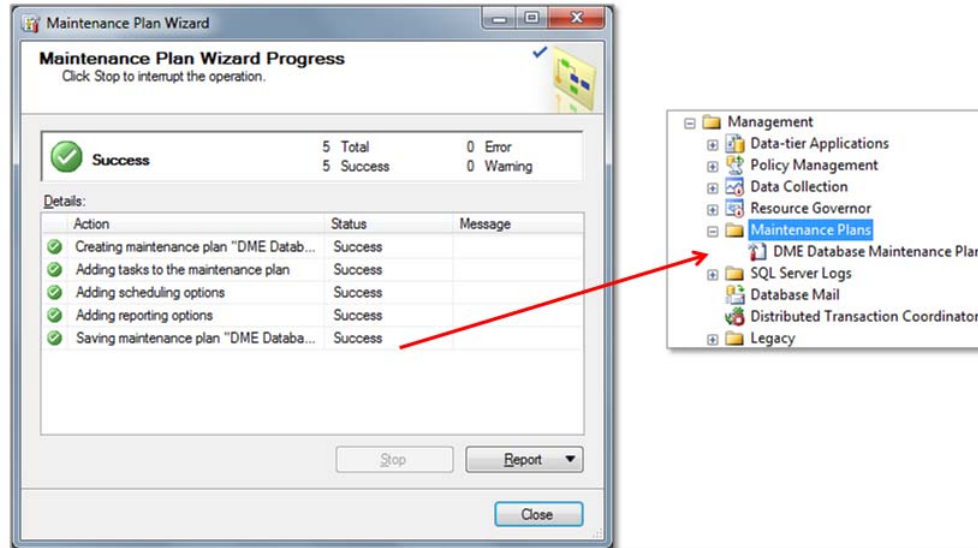 Maintenance Plan Wizard
Maintenance Plan Wizard Progress
Click Stop to interrupt the operation.
Success
5 Total
0 Error
5 Success
0 Warning
Details:
Action Status Message
Creating maintenance plan "DME Datab... Success
Adding tasks to the maintenance plan Success
Adding scheduling options Success
Adding reporting options Success
Saving maintenance plan "DME Databa... Success
Stop
Report
Close
Management
Data-tier Applications
Policy Management
Data Collection
Resource Governor
Maintenance Plans
DME Database Maintenance Plan
SQL Server Logs
Database Mail
Distributed Transaction Coordinator
Legacy